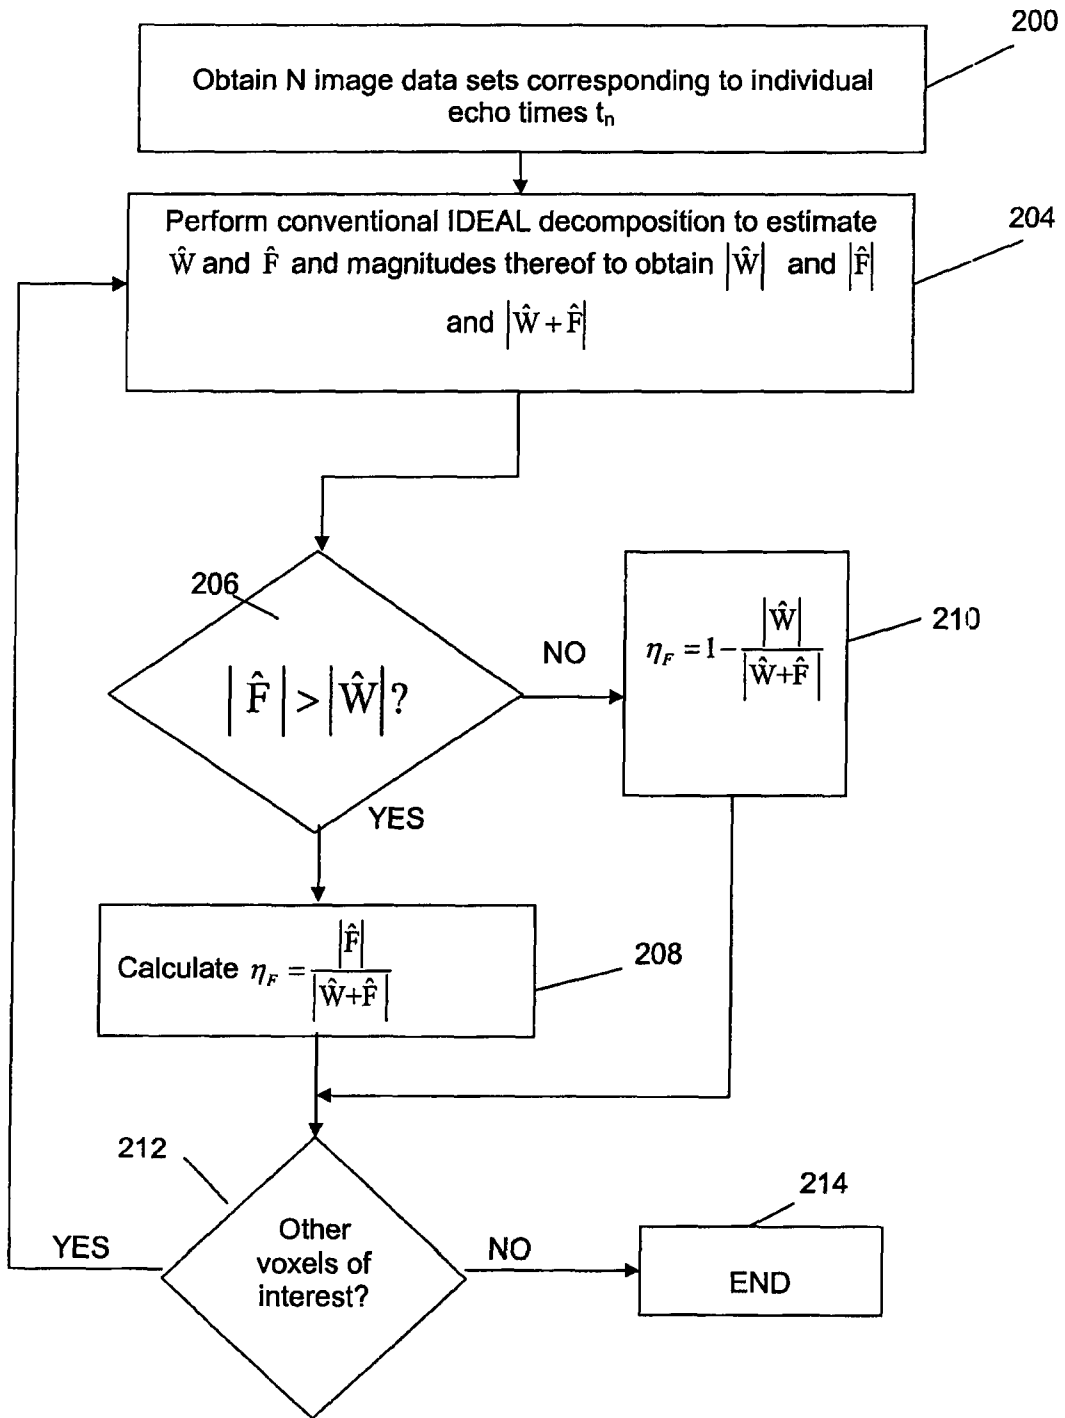 200
Obtain N image data sets corresponding to individual
echo times tₙ
204
Perform conventional IDEAL decomposition to estimate
Ŵ and F̂ and magnitudes thereof to obtain |Ŵ| and |F̂|
and |Ŵ + F̂|
206
|F̂| > |Ŵ| ?
NO
210
η_F = 1 - |Ŵ| / |Ŵ+F̂|
YES
208
Calculate η_F = |F̂| / |Ŵ+F̂|
212
Other
voxels of
interest?
YES
NO
214
END